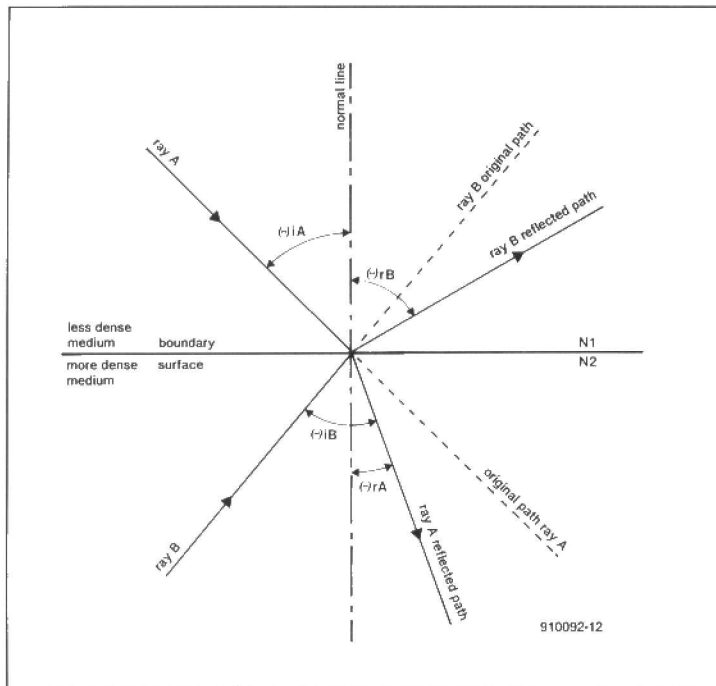 normal line
ray A
ray B original path
(-)iA
ray B reflected path
(-)rB
less dense
medium
boundary
N1
more dense
medium
surface
N2
(-)iB
(-)rA
original path ray A
ray B
ray A reflected path
910092-12